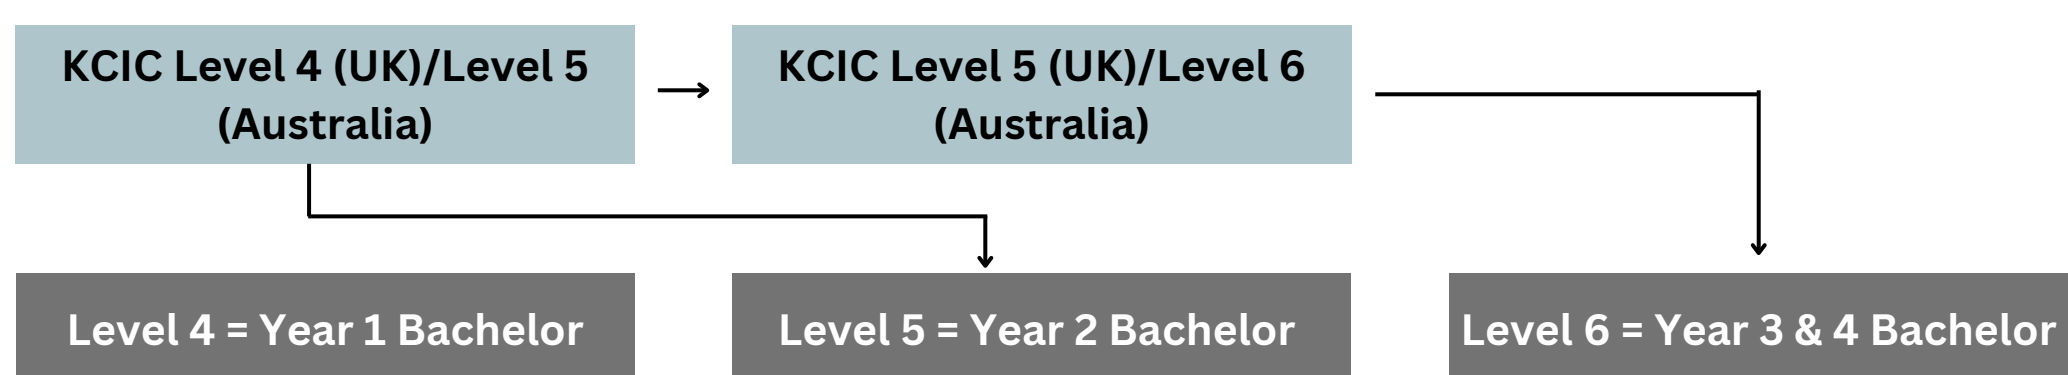 KCIC Level 4 (UK)/Level 5
(Australia)
KCIC Level 5 (UK)/Level 6
(Australia)
Level 4 = Year 1 Bachelor
Level 5 = Year 2 Bachelor
Level 6 = Year 3 & 4 Bachelor